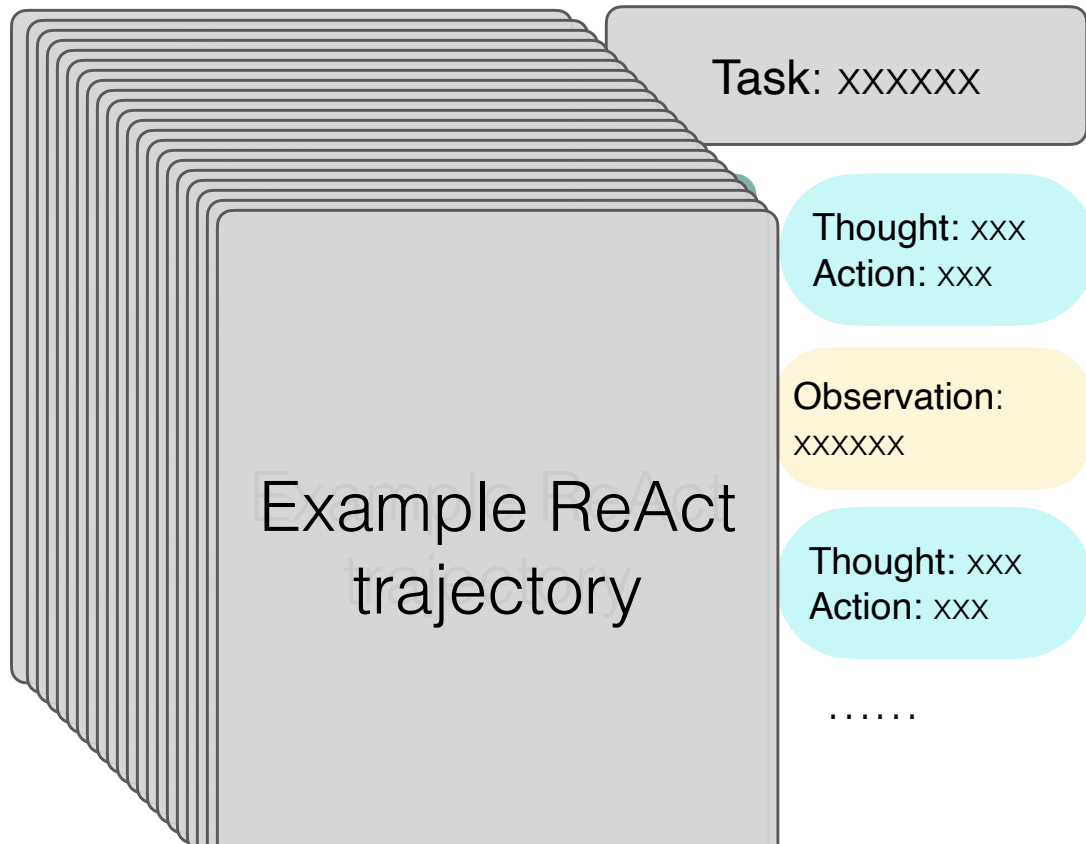 Task: xxxxxx
Thought: xxx
Action: xxx
Observation:
xxxxxx
Example ReAct
trajectory
Thought: xxx
Action: xxx
......